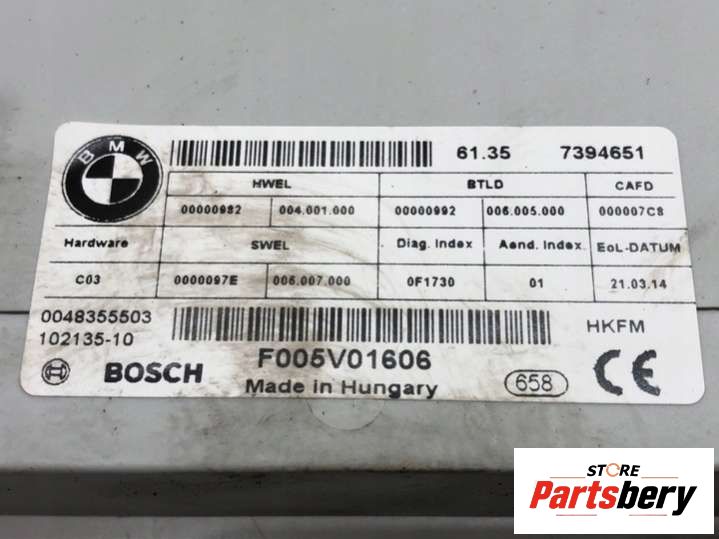 BMW
61.35 7394651
HWEL BTLD CAFD
00000982 004.001.000 00000992 006.005.000 000007C8
Hardware SWEL Diag. Index Aend. Index EoL-DATUM
C03 0000097E 006.007.000 0F1730 01 21.03.14
0048355503
102135-10
HKFM
BOSCH
F005V01606
Made in Hungary
658
CE
STORE
Partsbery